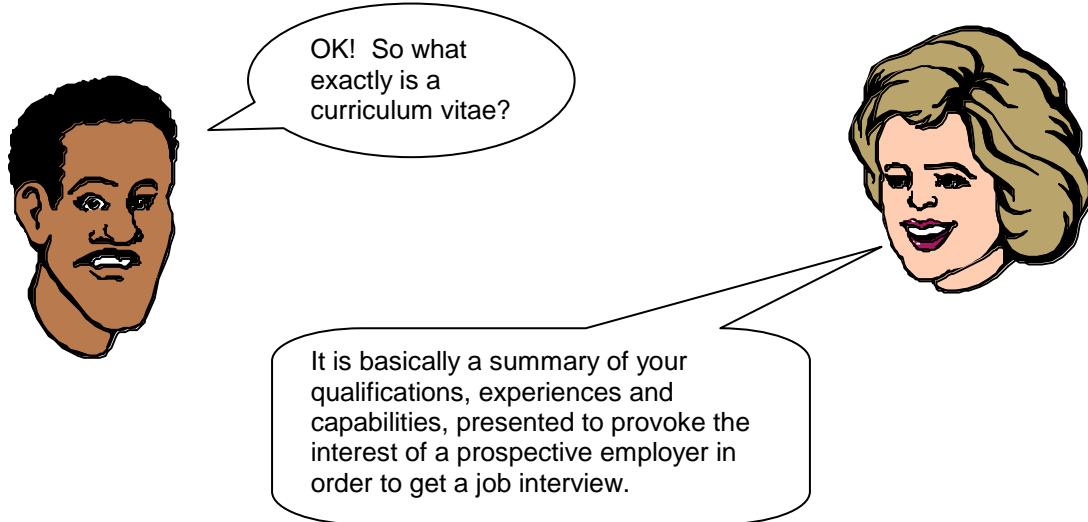 OK!  So what
exactly is a
curriculum vitae?
It is basically a summary of your
qualifications, experiences and
capabilities, presented to provoke the
interest of a prospective employer in
order to get a job interview.